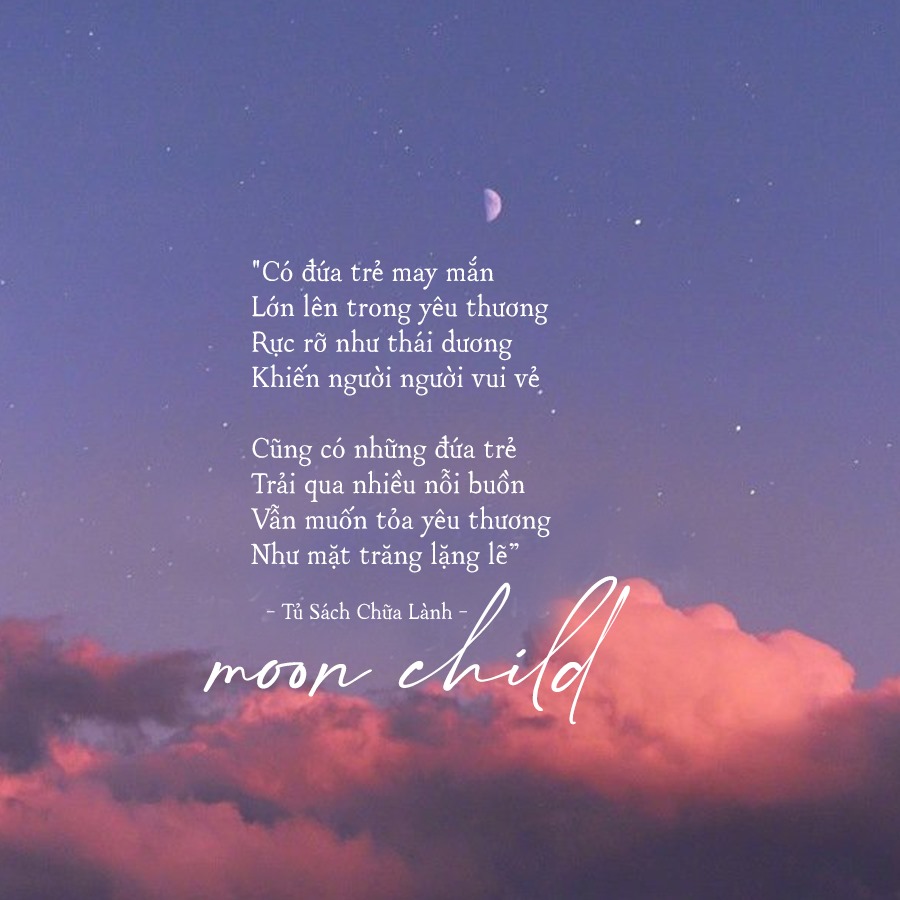 "Có đứa trẻ may mắn
Lớn lên trong yêu thương
Rực rỡ như thái dương
Khiến người người vui vẻ
Cũng có những đứa trẻ
Trải qua nhiều nỗi buồn
Vẫn muốn tỏa yêu thương
Như mặt trăng lặng lẽ”
- Tủ Sách Chữa Lành -
moon child